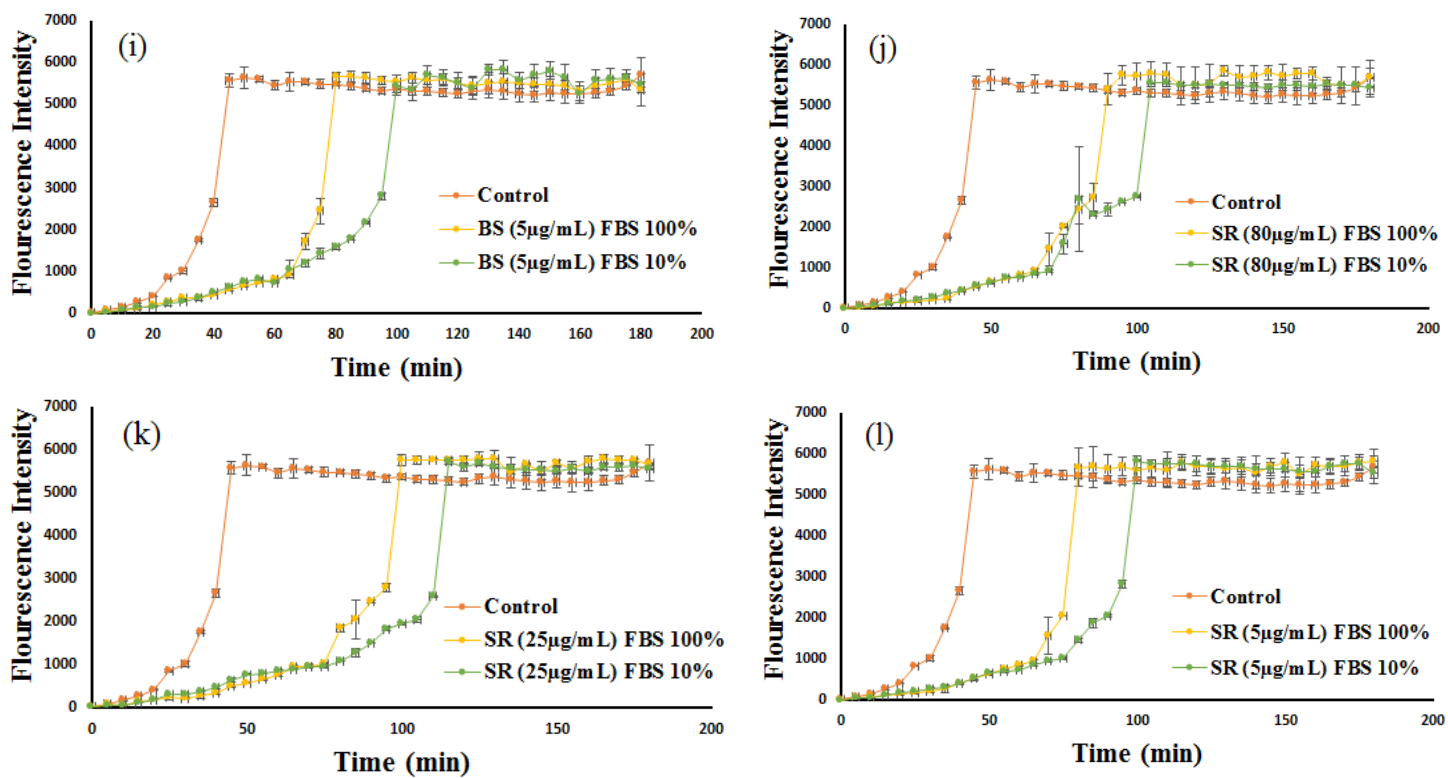 (i)
Flourescence Intensity
7000
6000
5000
4000
3000
2000
1000
0
Control
BS (5µg/mL) FBS 100%
BS (5µg/mL) FBS 10%
0 20 40 60 80 100 120 140 160 180 200
Time (min)
(j)
Flourescence Intensity
7000
6000
5000
4000
3000
2000
1000
0
Control
SR (80µg/mL) FBS 100%
SR (80µg/mL) FBS 10%
0 50 100 150 200
Time (min)
(k)
Flourescence Intensity
7000
6000
5000
4000
3000
2000
1000
0
Control
SR (25µg/mL) FBS 100%
SR (25µg/mL) FBS 10%
0 50 100 150 200
Time (min)
(l)
Flourescence Intensity
7000
6000
5000
4000
3000
2000
1000
0
Control
SR (5µg/mL) FBS 100%
SR (5µg/mL) FBS 10%
0 50 100 150 200
Time (min)